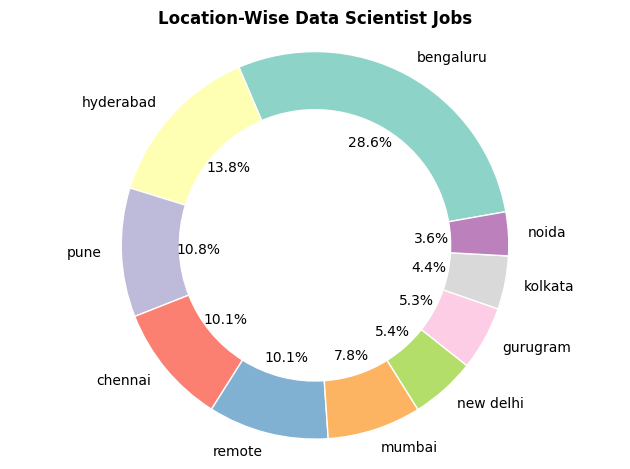 Location-Wise Data Scientist Jobs
bengaluru
28.6%
hyderabad
13.8%
pune
10.8%
chennai
10.1%
remote
10.1%
mumbai
7.8%
new delhi
5.4%
gurugram
5.3%
kolkata
4.4%
noida
3.6%